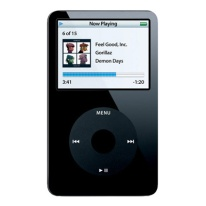 Now Playing
6 of 15
Feel Good, Inc.
Gorillaz
Demon Days
3:41 -1:20
MENU